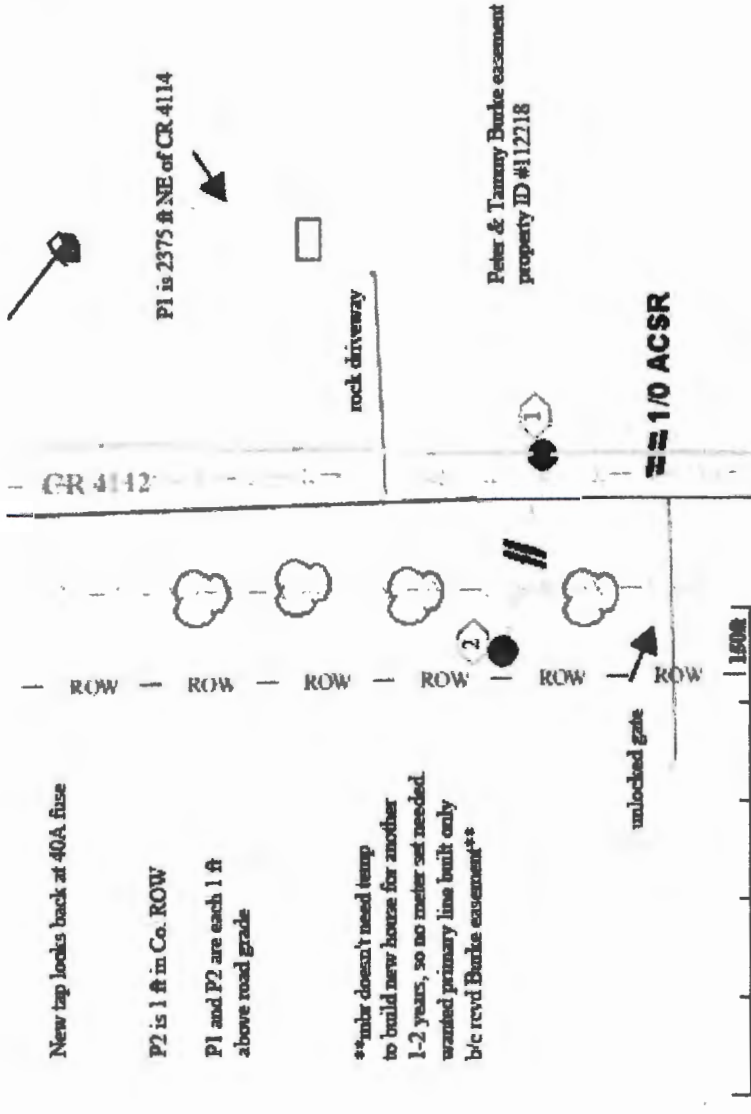 New tap looks back at 40A fuse
P2 is 1 ft in Co. ROW
P1 and P2 are each 1 ft
above road grade
**mbr doesn't need temp
to build new house for another
1-2 years, so no meter set needed.
wanted primary line built only
b/c rcvd Burke easement**
unlocked gate
ROW
ROW
ROW
ROW
ROW
ROW
2
150ft
CR 4142
rock driveway
1
== 1/0 ACSR
P1 is 2375 ft NE of CR 4114
Peter & Tammy Burke easement
property ID #112218